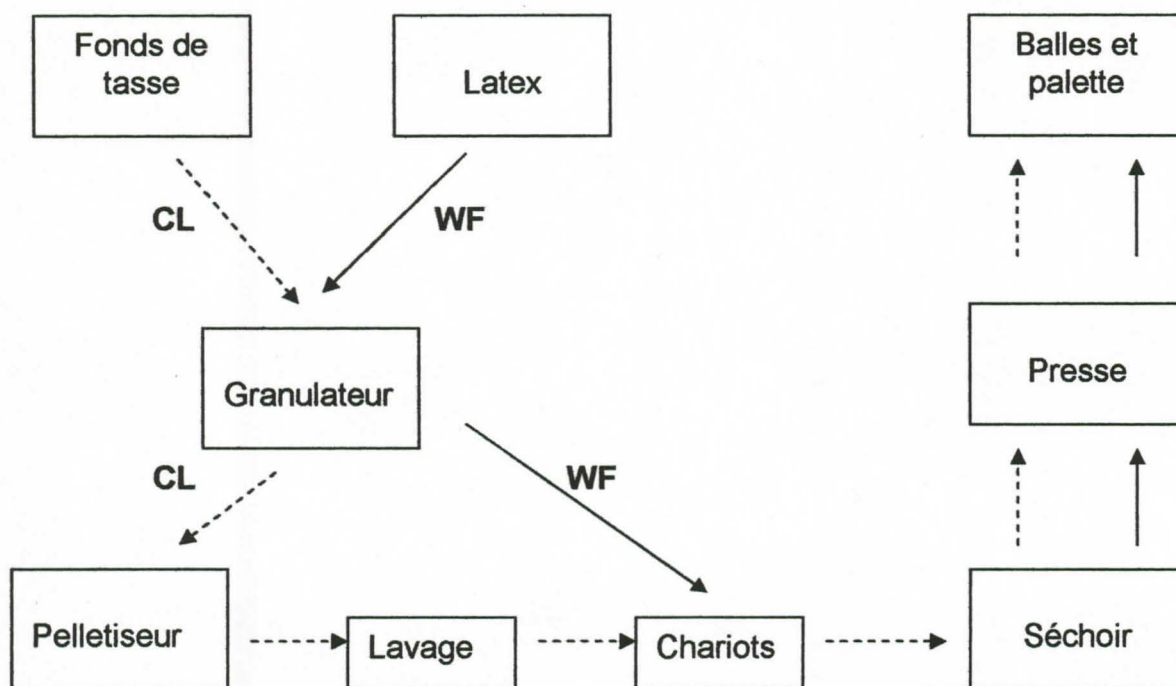 Fonds de
tasse
Latex
Balles et
palette
CL
WF
Granulateur
Presse
CL
WF
Pelletiseur
Lavage
Chariots
Séchoir